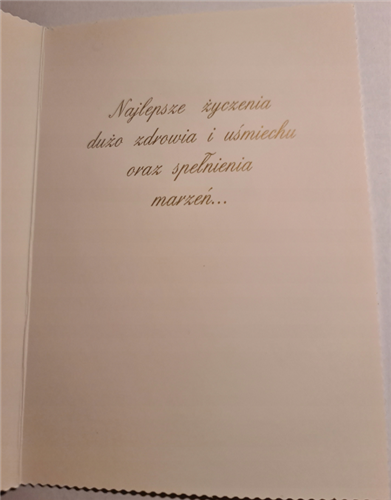 Najlepsze życzenia
dużo zdrowia i uśmiechu
oraz spełnienia
marzeń...